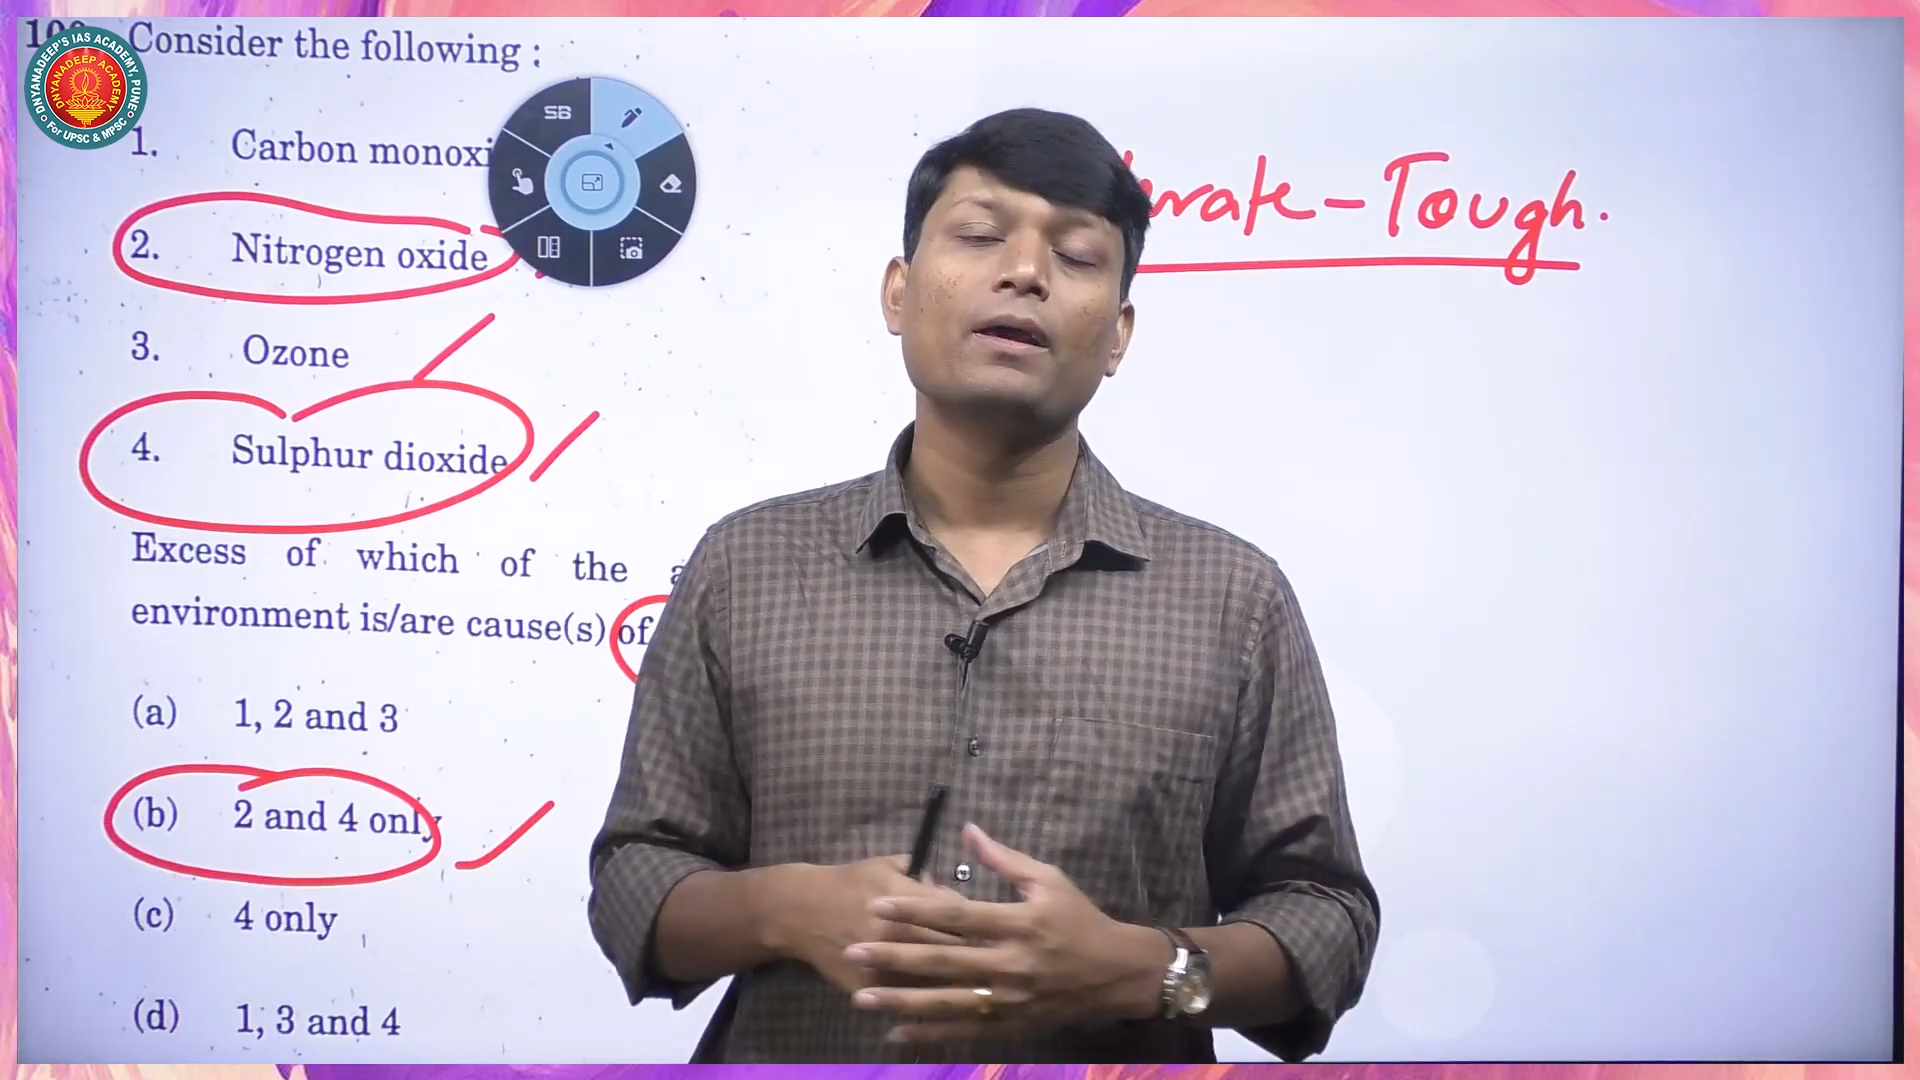 Consider the following :
DNYANADEEP'S IAS ACADEMY, PUNE
DNYANADEEP ACADEMY
For UPSC & MPSC
SB
1. Carbon monoxi
2. Nitrogen oxide
3. Ozone
4. Sulphur dioxide
Excess of which of the
environment is/are cause(s) of
(a) 1, 2 and 3
(b) 2 and 4 only
(c) 4 only
(d) 1, 3 and 4
Tough.